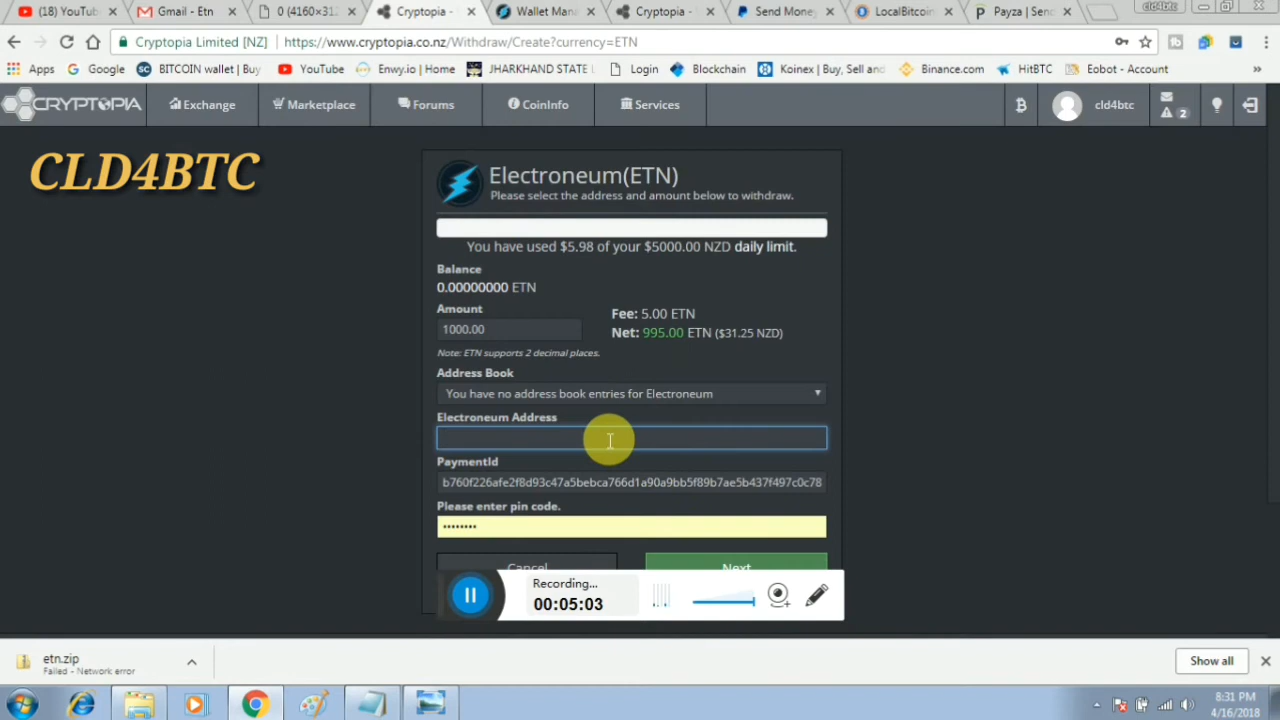 (18) YouTub
Gmail - Etn
0 (4160×31
Cryptopia -
Wallet Man
Cryptopia -
Send Money
LocalBitcoin
Payza | Sen
cld4btc
Cryptopia Limited [NZ]
https://www.cryptopia.co.nz/Withdraw/Create?currency=ETN
Apps
Google
BITCOIN wallet | Buy
YouTube
Enwy.io | Home
JHARKHAND STATE
Login
Blockchain
Koinex | Buy, Sell and
Binance.com
HitBTC
Eobot - Account
»
CRYPTOPIA
Exchange
Marketplace
Forums
CoinInfo
Services
cld4btc
2
CLD4BTC
Electroneum(ETN)
Please select the address and amount below to withdraw.
You have used $5.98 of your $5000.00 NZD daily limit.
Balance
0.00000000 ETN
Amount
1000.00
Fee: 5.00 ETN
Net: 995.00 ETN ($31.25 NZD)
Note: ETN supports 2 decimal places.
Address Book
You have no address book entries for Electroneum
Electroneum Address
PaymentId
b760f226afe2f8d93c47a5bebca766d1a90a9bb5f89b7ae5b437f497c0c78
Please enter pin code.
••••••••
Cancel
Next
Recording...
00:05:03
etn.zip
Failed - Network error
Show all
8:31 PM
4/16/2018